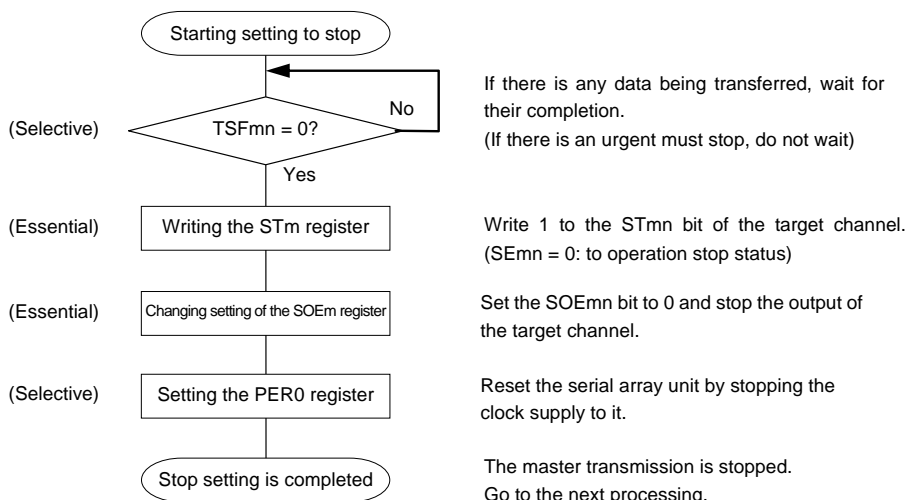 Starting setting to stop
No
If there is any data being transferred, wait for
their completion.
(If there is an urgent must stop, do not wait)
(Selective)
TSFmn = 0?
Yes
(Essential)
Writing the STm register
Write 1 to the STmn bit of the target channel.
(SEmn = 0: to operation stop status)
(Essential)
Changing setting of the SOEm register
Set the SOEmn bit to 0 and stop the output of
the target channel.
(Selective)
Setting the PER0 register
Reset the serial array unit by stopping the
clock supply to it.
Stop setting is completed
The master transmission is stopped.
Go to the next processing.